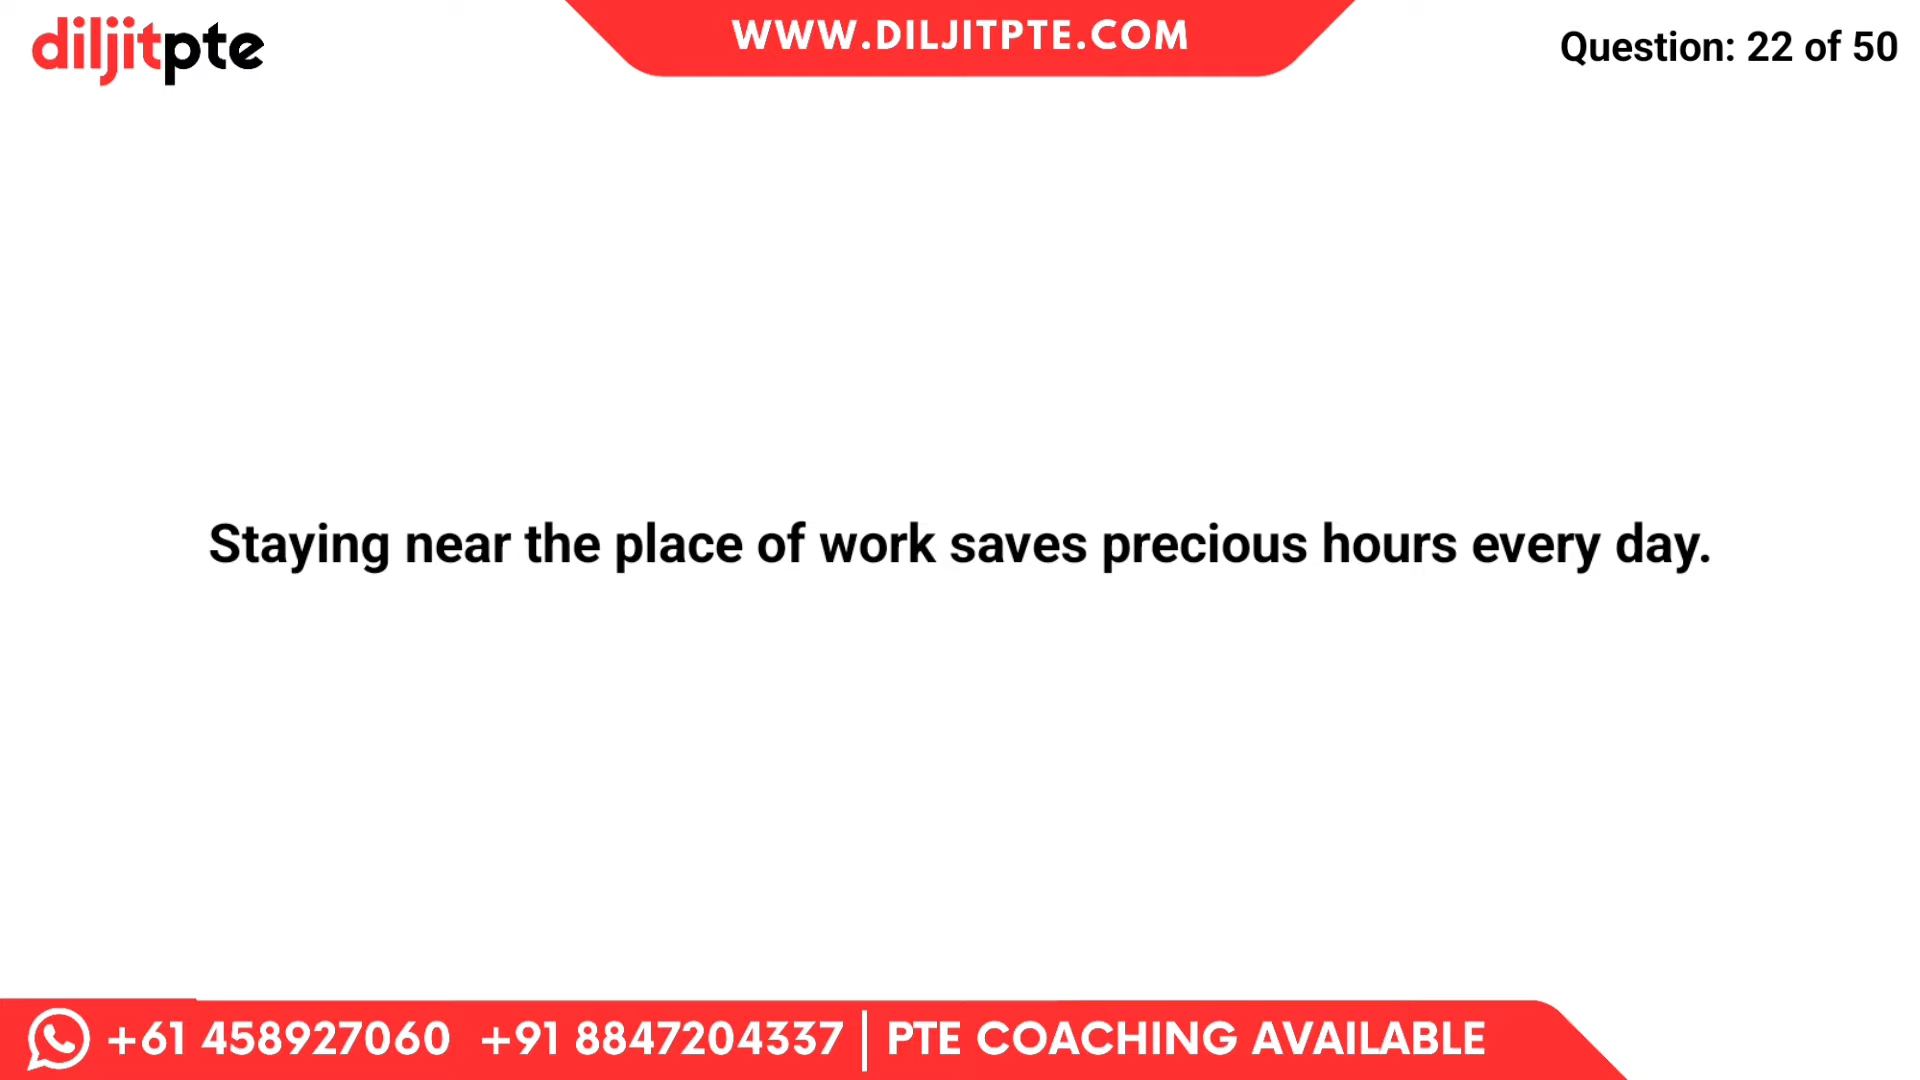 diljitpte
WWW.DILJITPTE.COM
Question: 22 of 50
Staying near the place of work saves precious hours every day.
+61 458927060 +91 8847204337 | PTE COACHING AVAILABLE